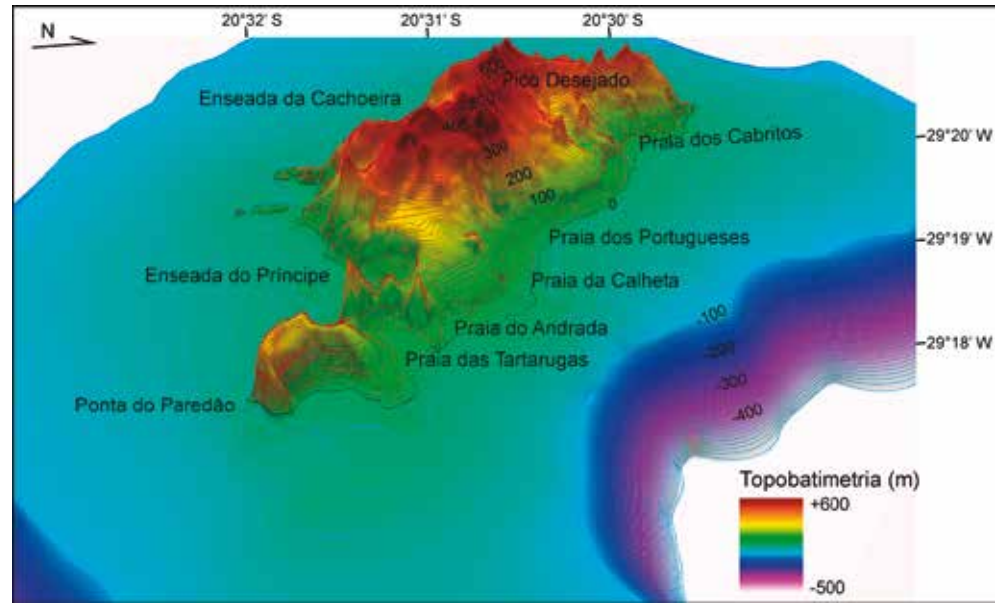 20°32' S
20°31' S
20°30' S
N
600
Pico Desejado
Enseada da Cachoeira
400
Praia dos Cabritos
29°20' W
300
200
100
0
Praia dos Portugueses
29°19' W
Enseada do Príncipe
Praia da Calheta
-100
Praia do Andrada
29°18' W
-200
Praia das Tartarugas
-300
Ponta do Paredão
-400
Topobatimetria (m)
+600
-500